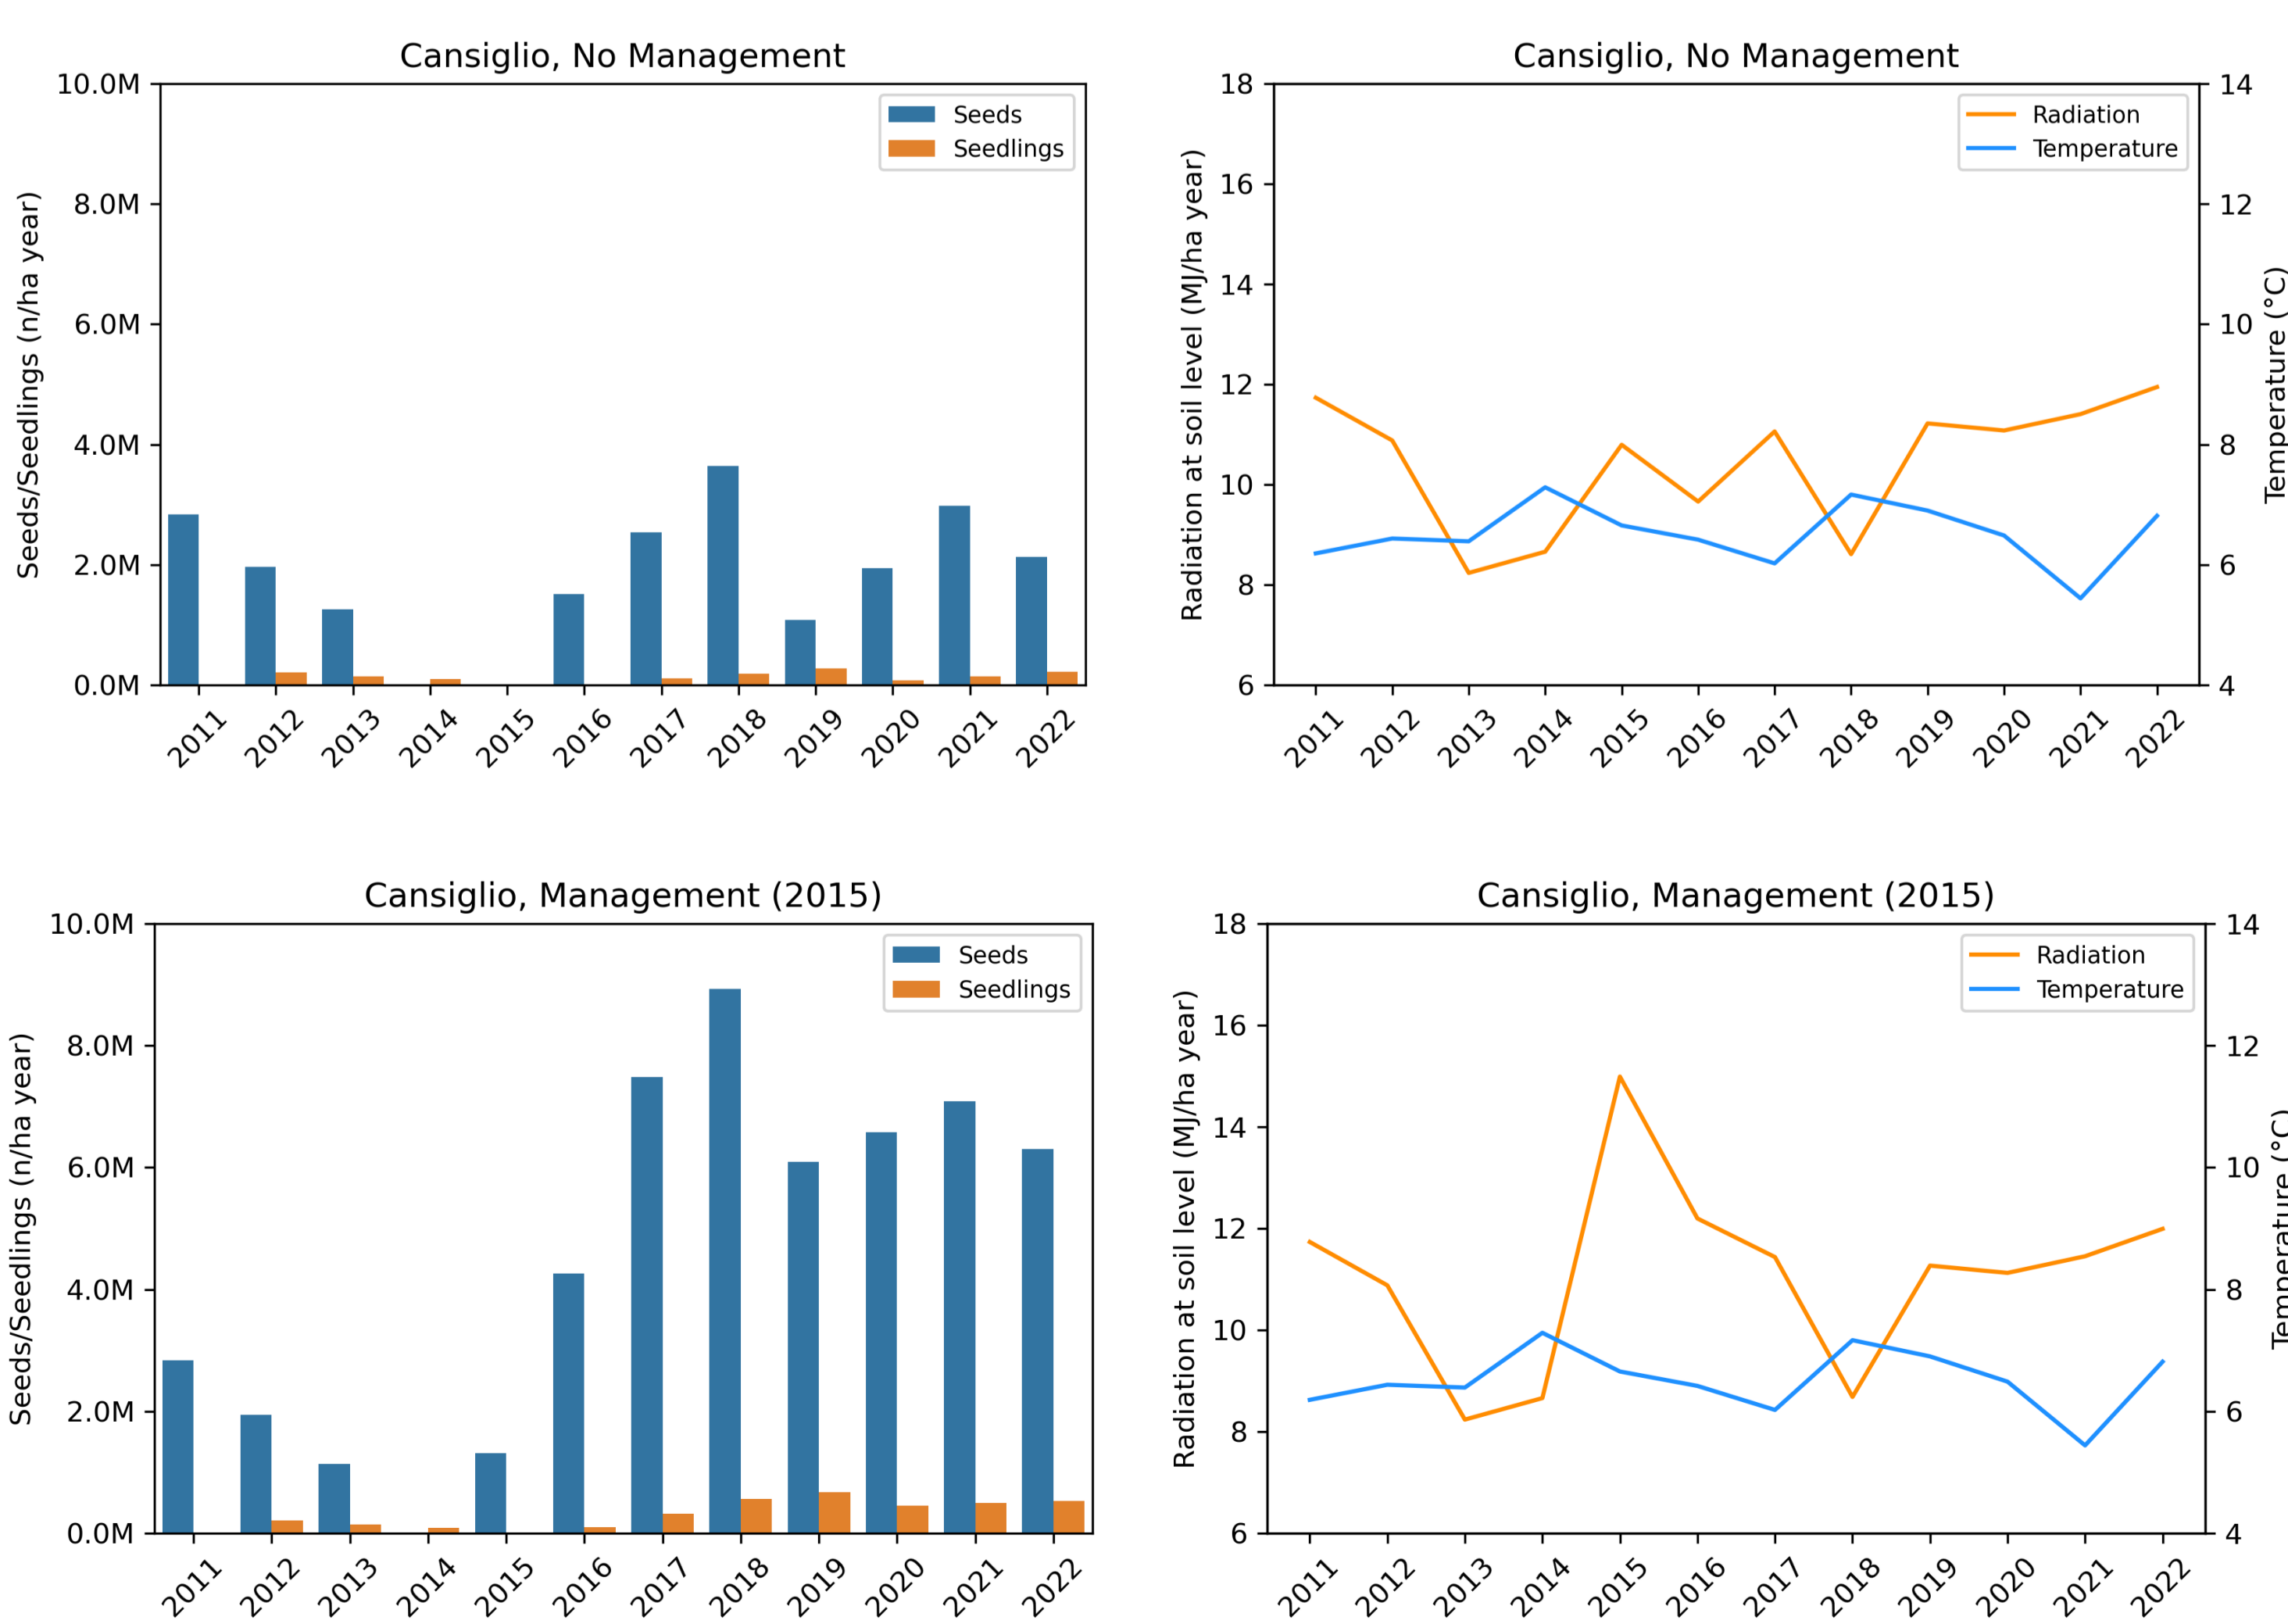 Cansiglio, No Management
Seeds/Seedlings (n/ha year)
10.0M
8.0M
6.0M
4.0M
2.0M
0.0M
Seeds
Seedlings
2011 2012 2013 2014 2015 2016 2017 2018 2019 2020 2021 2022
Cansiglio, No Management
Radiation at soil level (MJ/ha year)
18
16
14
12
10
8
6
Radiation
Temperature
14
12
10
8
6
4
Temperature (°C)
2011 2012 2013 2014 2015 2016 2017 2018 2019 2020 2021 2022
Cansiglio, Management (2015)
Seeds/Seedlings (n/ha year)
10.0M
8.0M
6.0M
4.0M
2.0M
0.0M
Seeds
Seedlings
2011 2012 2013 2014 2015 2016 2017 2018 2019 2020 2021 2022
Cansiglio, Management (2015)
Radiation at soil level (MJ/ha year)
18
16
14
12
10
8
6
Radiation
Temperature
14
12
10
8
6
4
Temperature (°C)
2011 2012 2013 2014 2015 2016 2017 2018 2019 2020 2021 2022